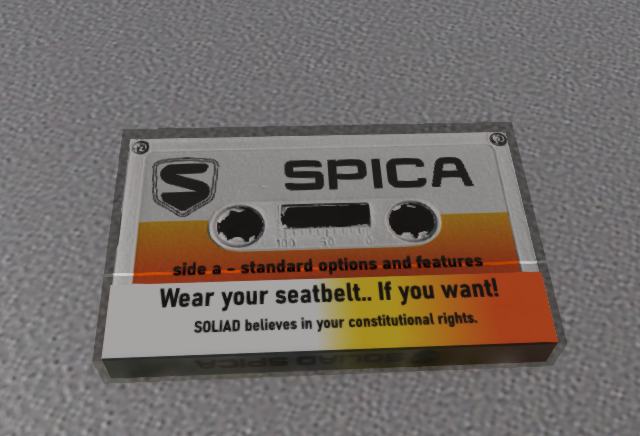 SPICA
100 50 0
side a - standard options and features
Wear your seatbelt.. If you want!
SOLIAD believes in your constitutional rights.
SOLIAD SPICA